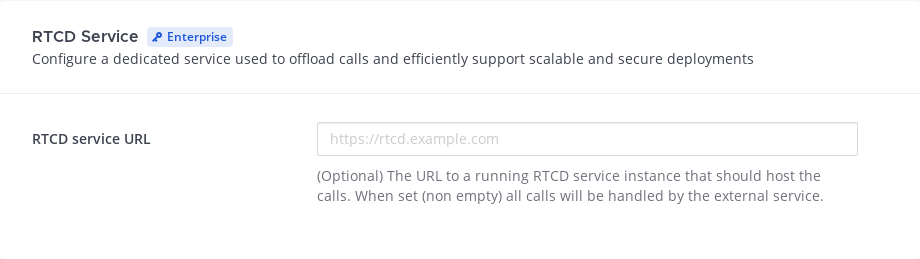 RTCD Service Enterprise
Configure a dedicated service used to offload calls and efficiently support scalable and secure deployments
RTCD service URL
https://rtcd.example.com
(Optional) The URL to a running RTCD service instance that should host the
calls. When set (non empty) all calls will be handled by the external service.